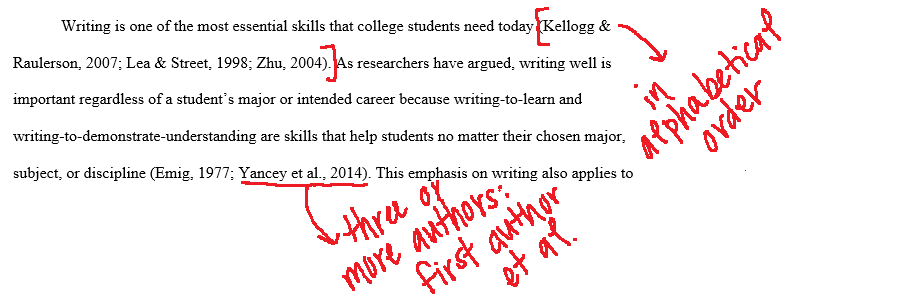 Writing is one of the most essential skills that college students need today (Kellogg &
Raulerson, 2007; Lea & Street, 1998; Zhu, 2004). As researchers have argued, writing well is
important regardless of a student’s major or intended career because writing-to-learn and
writing-to-demonstrate-understanding are skills that help students no matter their chosen major,
subject, or discipline (Emig, 1977; Yancey et al., 2014). This emphasis on writing also applies to
in
alphabetical
order
three or
more authors:
first author
et al.